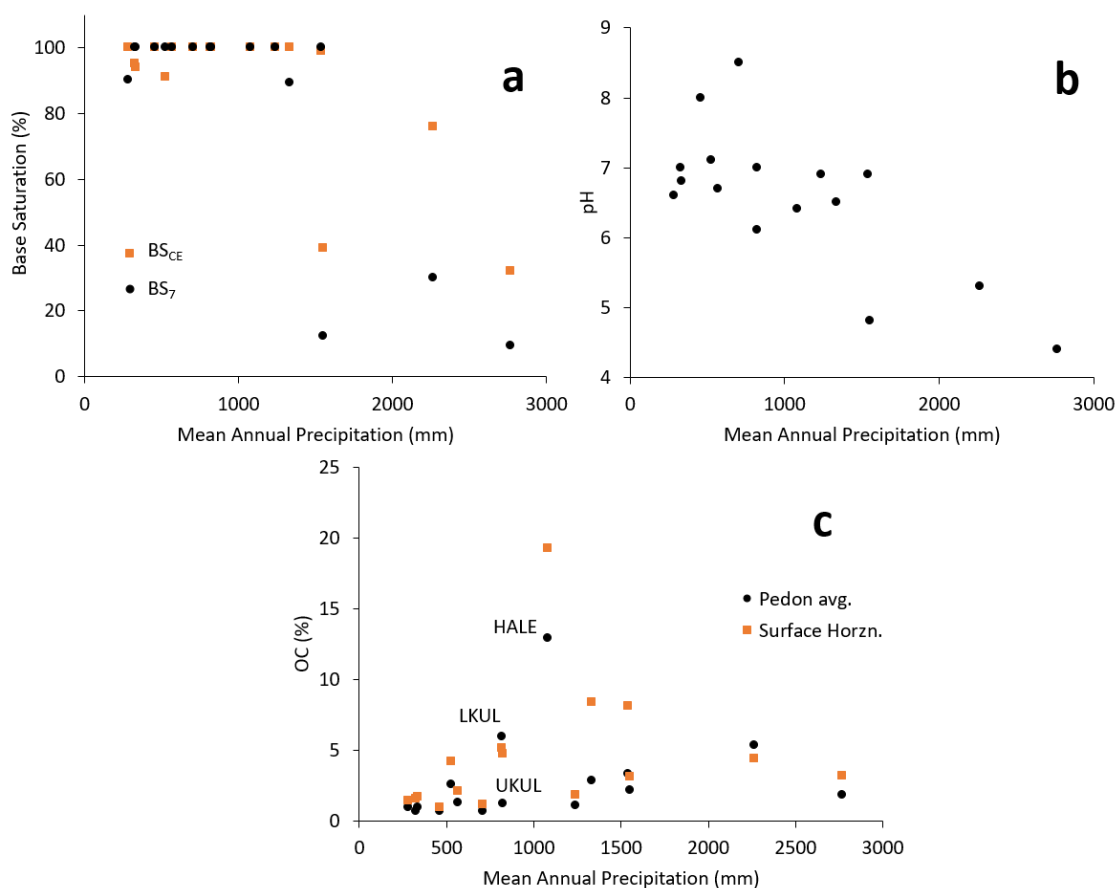 a
Base Saturation (%)
100
80
60
40
20
0
BS_CE
BS_7
0 1000 2000 3000
Mean Annual Precipitation (mm)
b
pH
9
8
7
6
5
4
0 1000 2000 3000
Mean Annual Precipitation (mm)
c
OC (%)
25
20
15
10
5
0
HALE
LKUL
UKUL
Pedon avg.
Surface Horzn.
0 500 1000 1500 2000 2500 3000
Mean Annual Precipitation (mm)